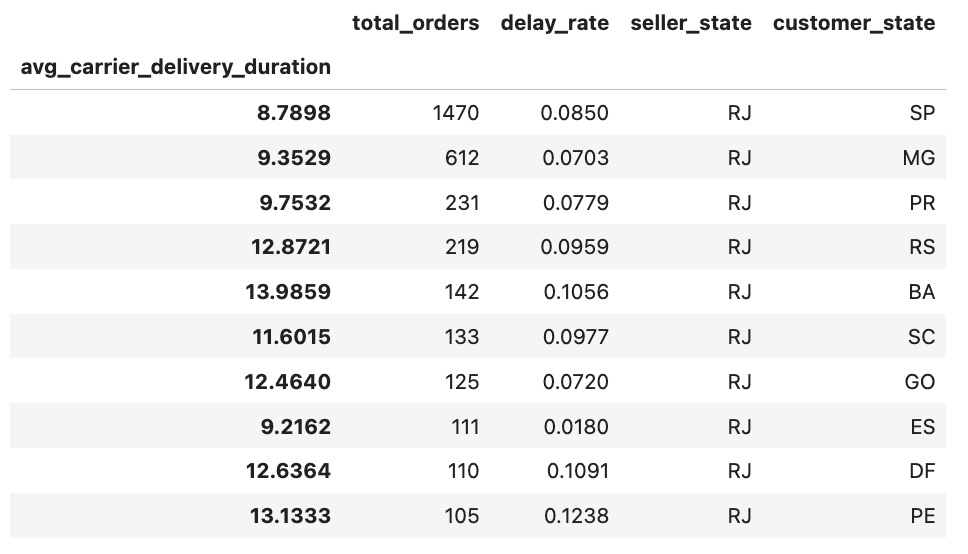 total_orders delay_rate seller_state customer_state
avg_carrier_delivery_duration
8.7898 1470 0.0850 RJ SP
9.3529 612 0.0703 RJ MG
9.7532 231 0.0779 RJ PR
12.8721 219 0.0959 RJ RS
13.9859 142 0.1056 RJ BA
11.6015 133 0.0977 RJ SC
12.4640 125 0.0720 RJ GO
9.2162 111 0.0180 RJ ES
12.6364 110 0.1091 RJ DF
13.1333 105 0.1238 RJ PE